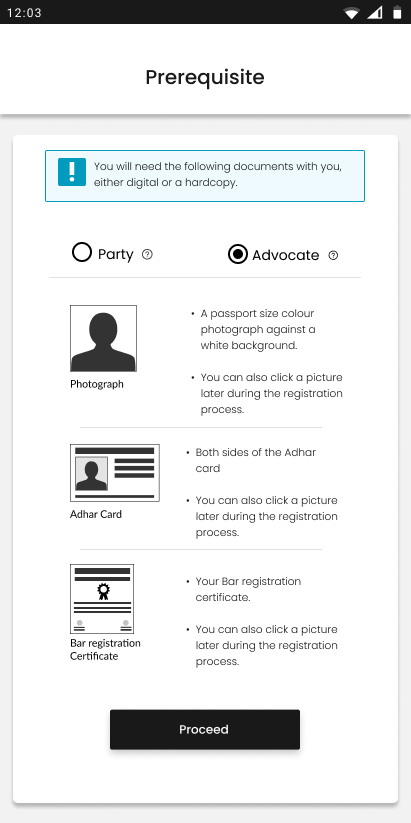 12:03
Prerequisite
You will need the following documents with you,
either digital or a hardcopy.
Party
Advocate
• A passport size colour
photograph against a
white background.
Photograph
• You can also click a picture
later during the registration
process.
• Both sides of the Adhar
card
Adhar Card
• You can also click a picture
later during the registration
process.
• Your Bar registration
certificate.
Bar registration
Certificate
• You can also click a picture
later during the registration
process.
Proceed